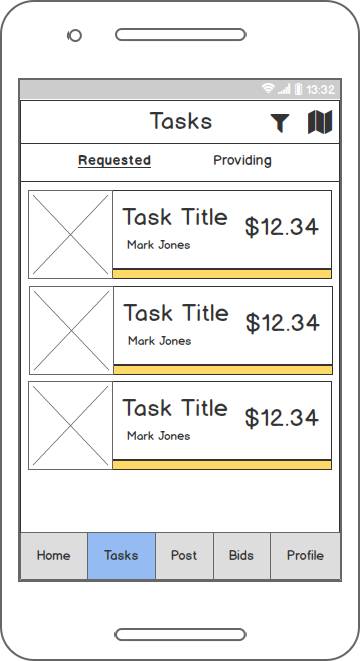 13:32
Tasks
Requested Providing
Task Title
$12.34
Mark Jones
Task Title
$12.34
Mark Jones
Task Title
$12.34
Mark Jones
Home Tasks Post Bids Profile